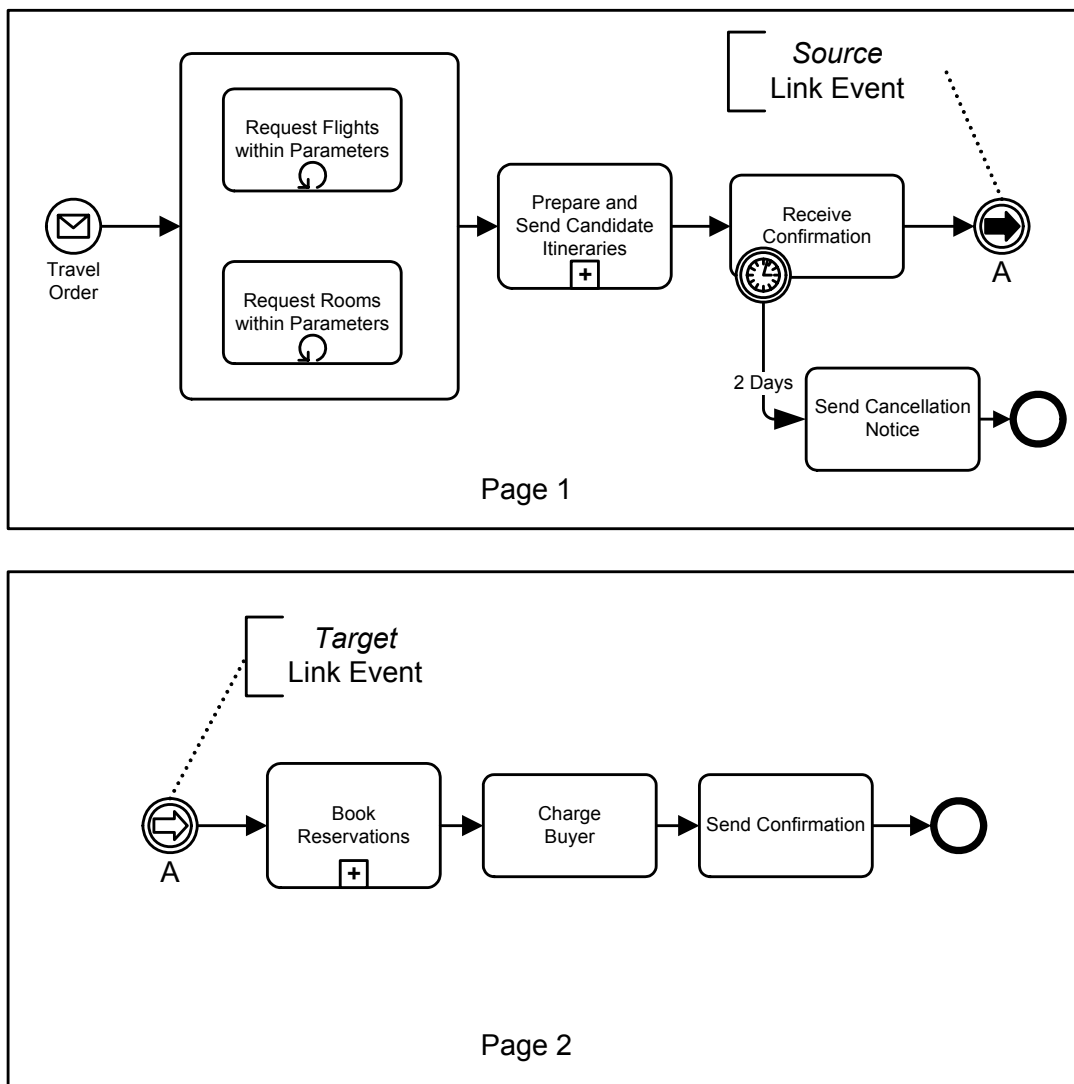 Source
Link Event
Request Flights
within Parameters
Prepare and
Send Candidate
Itineraries
Receive
Confirmation
Travel
Order
A
Request Rooms
within Parameters
2 Days
Send Cancellation
Notice
Page 1
Target
Link Event
Book
Reservations
Charge
Buyer
Send Confirmation
A
Page 2